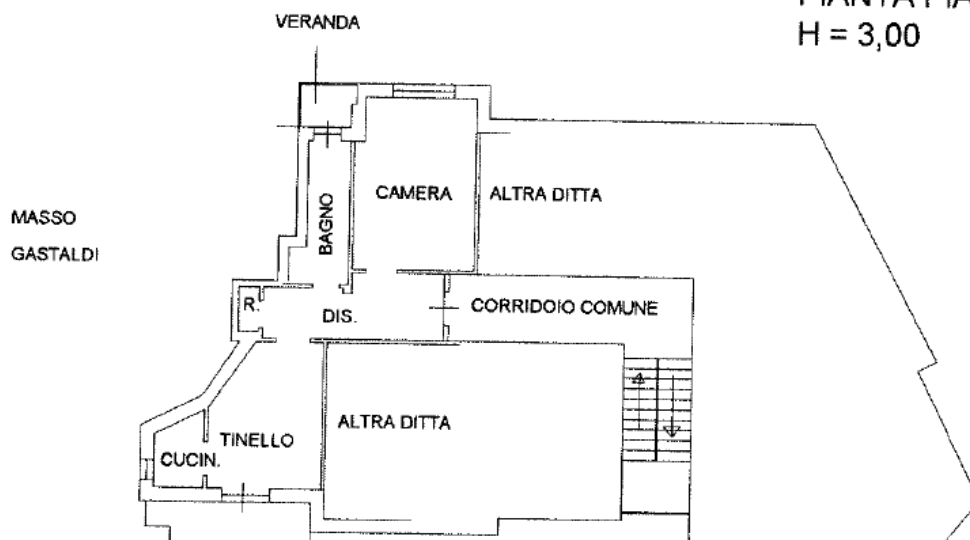 VERANDA
H = 3,00
CAMERA
ALTRA DITTA
BAGNO
MASSO
GASTALDI
R.
DIS.
CORRIDOIO COMUNE
ALTRA DITTA
TINELLO
CUCIN.